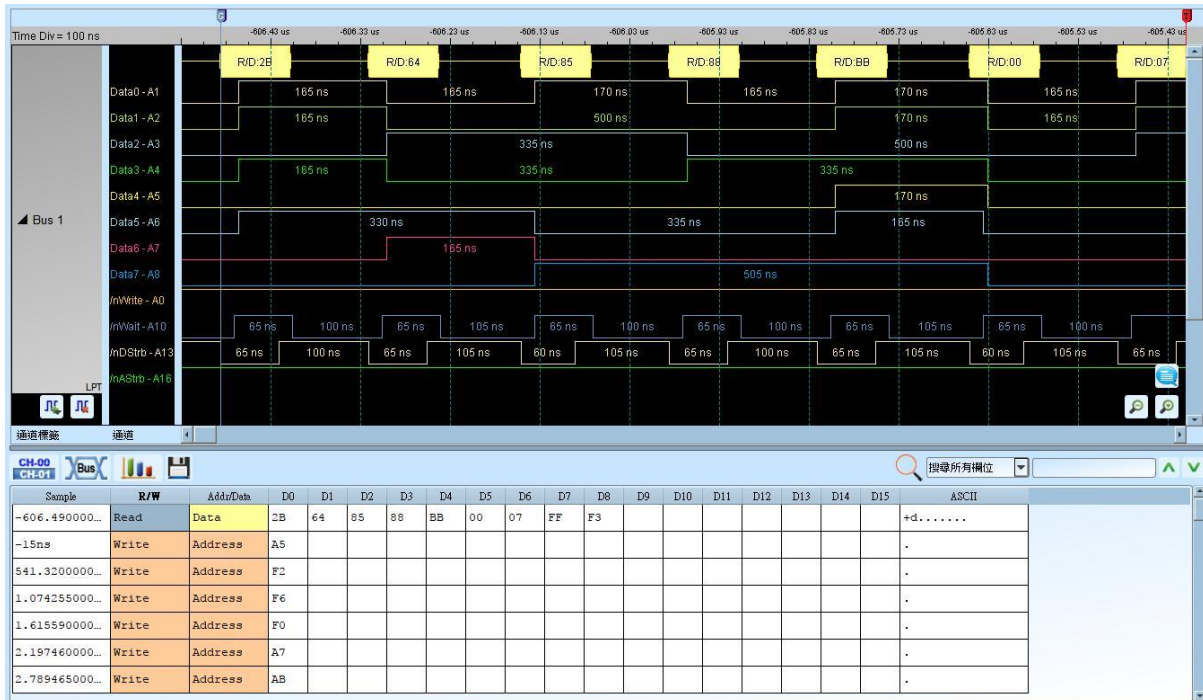 G T
Time Div = 100 ns -606.43 us -606.33 us -606.23 us -606.13 us -606.03 us -605.93 us -605.83 us -605.73 us -605.63 us -605.53 us -605.43 us
R/D:2B R/D:64 R/D:85 R/D:88 R/D:BB R/D:00 R/D:07
Data0 - A1 165 ns 165 ns 170 ns 165 ns 170 ns 165 ns
Data1 - A2 165 ns 500 ns 170 ns 165 ns
Data2 - A3 335 ns 500 ns
Data3 - A4 165 ns 335 ns 335 ns
Data4 - A5 170 ns
Bus 1 Data5 - A6 330 ns 335 ns 165 ns
Data6 - A7 165 ns
Data7 - A8 505 ns
/nWrite - A0
/nWait - A10 65 ns 100 ns 65 ns 105 ns 65 ns 100 ns 65 ns 100 ns 65 ns 105 ns 65 ns 100 ns
/nDStrb - A13 65 ns 100 ns 65 ns 105 ns 60 ns 105 ns 65 ns 100 ns 65 ns 105 ns 60 ns 105 ns 65 ns
LPT /nAStrb - A16
通道標籤 通道
CH-00
CH-01 Bus 搜尋所有欄位
Sample R/W Addr/Data D0 D1 D2 D3 D4 D5 D6 D7 D8 D9 D10 D11 D12 D13 D14 D15 ASCII
-606.490000... Read Data 2B 64 85 88 BB 00 07 FF F3 +d.......
-15ns Write Address A5 .
541.3200000... Write Address F2 .
1.074255000... Write Address F6 .
1.615590000... Write Address F0 .
2.197460000... Write Address A7 .
2.789465000... Write Address AB .